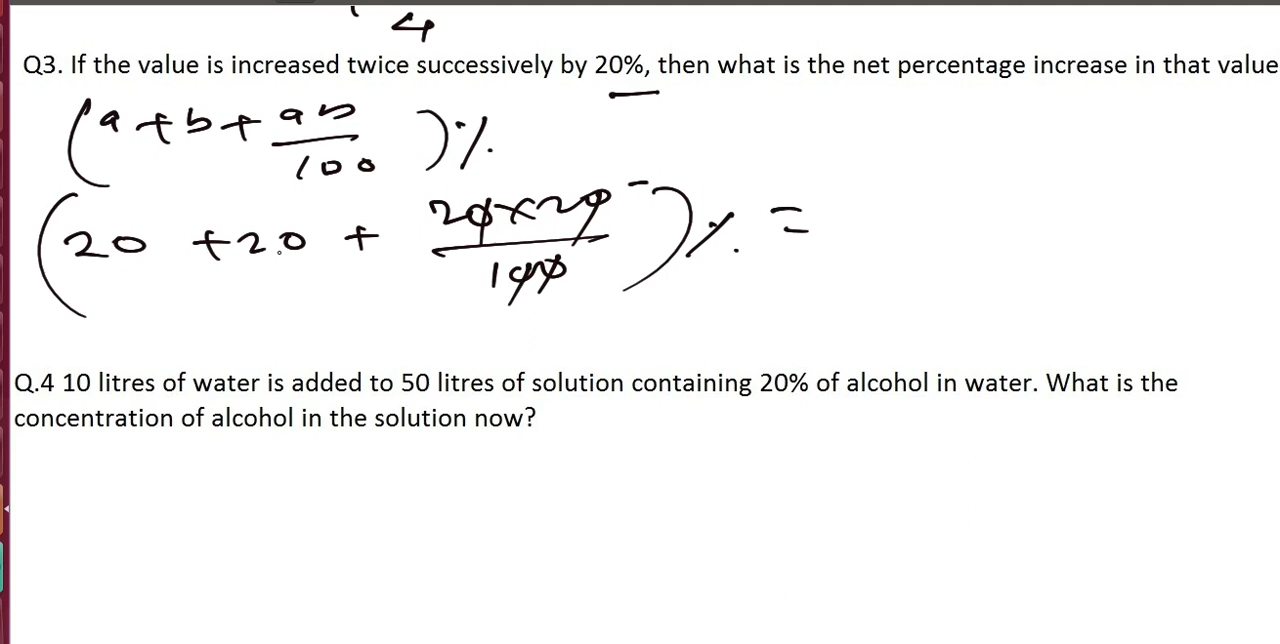 4
Q3. If the value is increased twice successively by 20%, then what is the net percentage increase in that value
(a+b+ab/100)%
(20 +20 + 20×20/100)% =
Q.4 10 litres of water is added to 50 litres of solution containing 20% of alcohol in water. What is the
concentration of alcohol in the solution now?